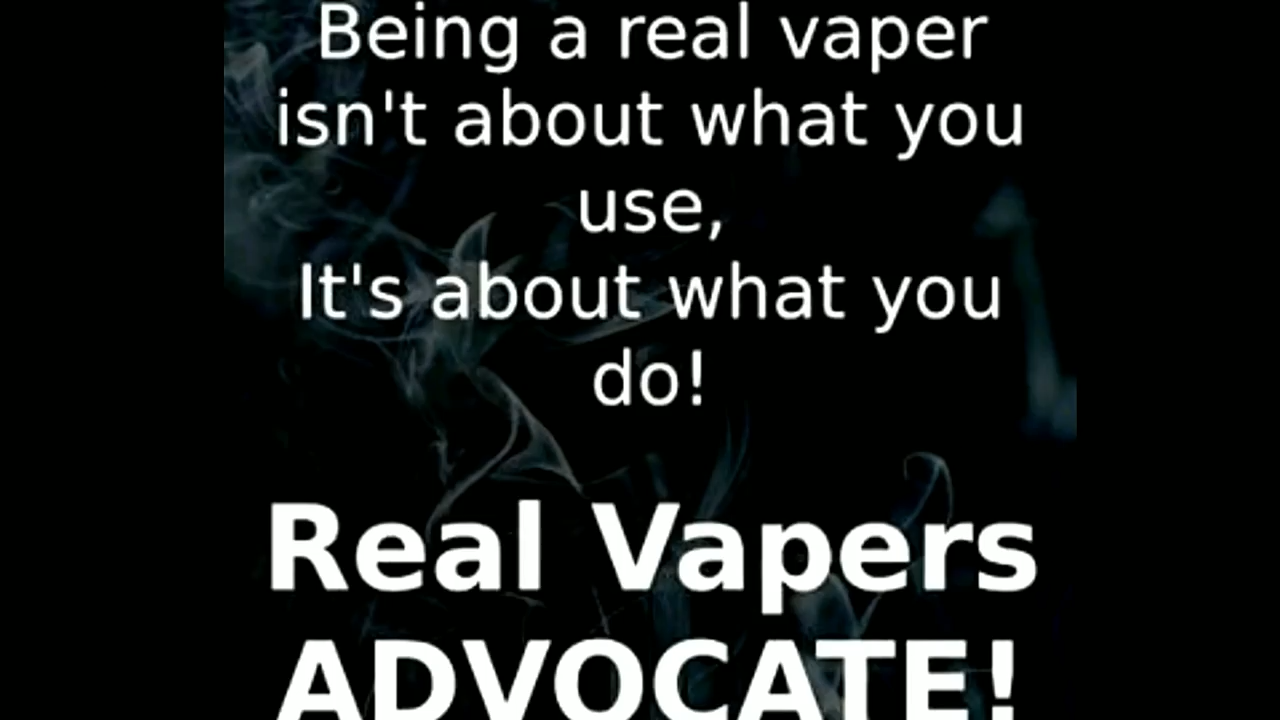 Being a real vaper
isn't about what you
use,
It's about what you
do!
Real Vapers
ADVOCATE!